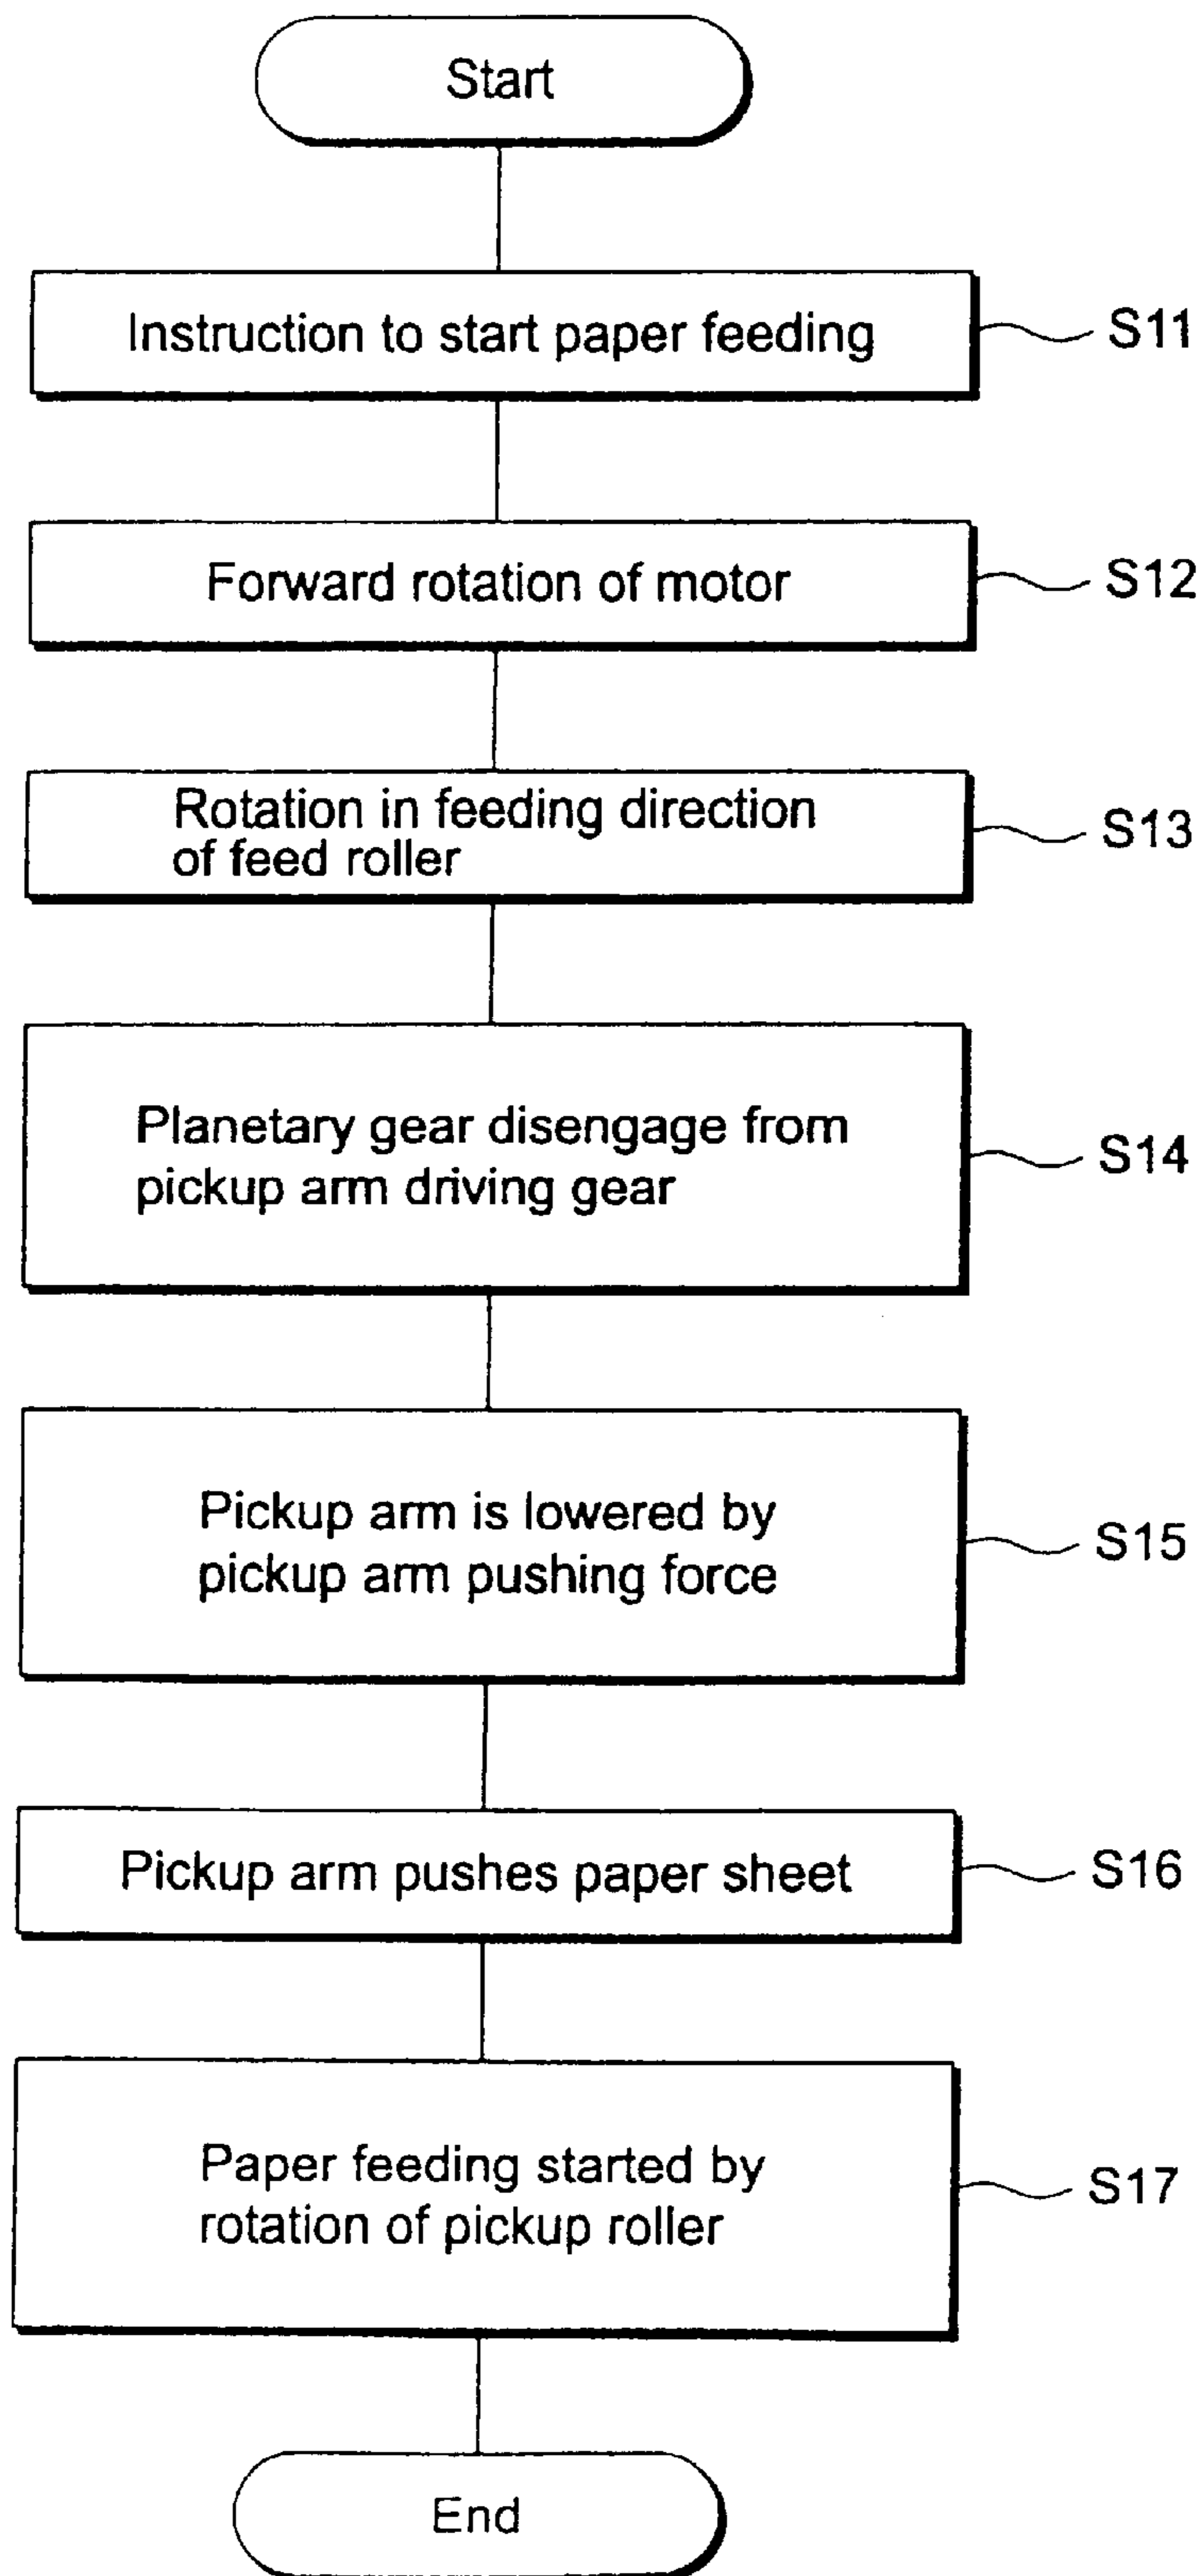 Start
Instruction to start paper feeding
S11
Forward rotation of motor
S12
Rotation in feeding direction
of feed roller
S13
Planetary gear disengage from
pickup arm driving gear
S14
Pickup arm is lowered by
pickup arm pushing force
S15
Pickup arm pushes paper sheet
S16
Paper feeding started by
rotation of pickup roller
S17
End